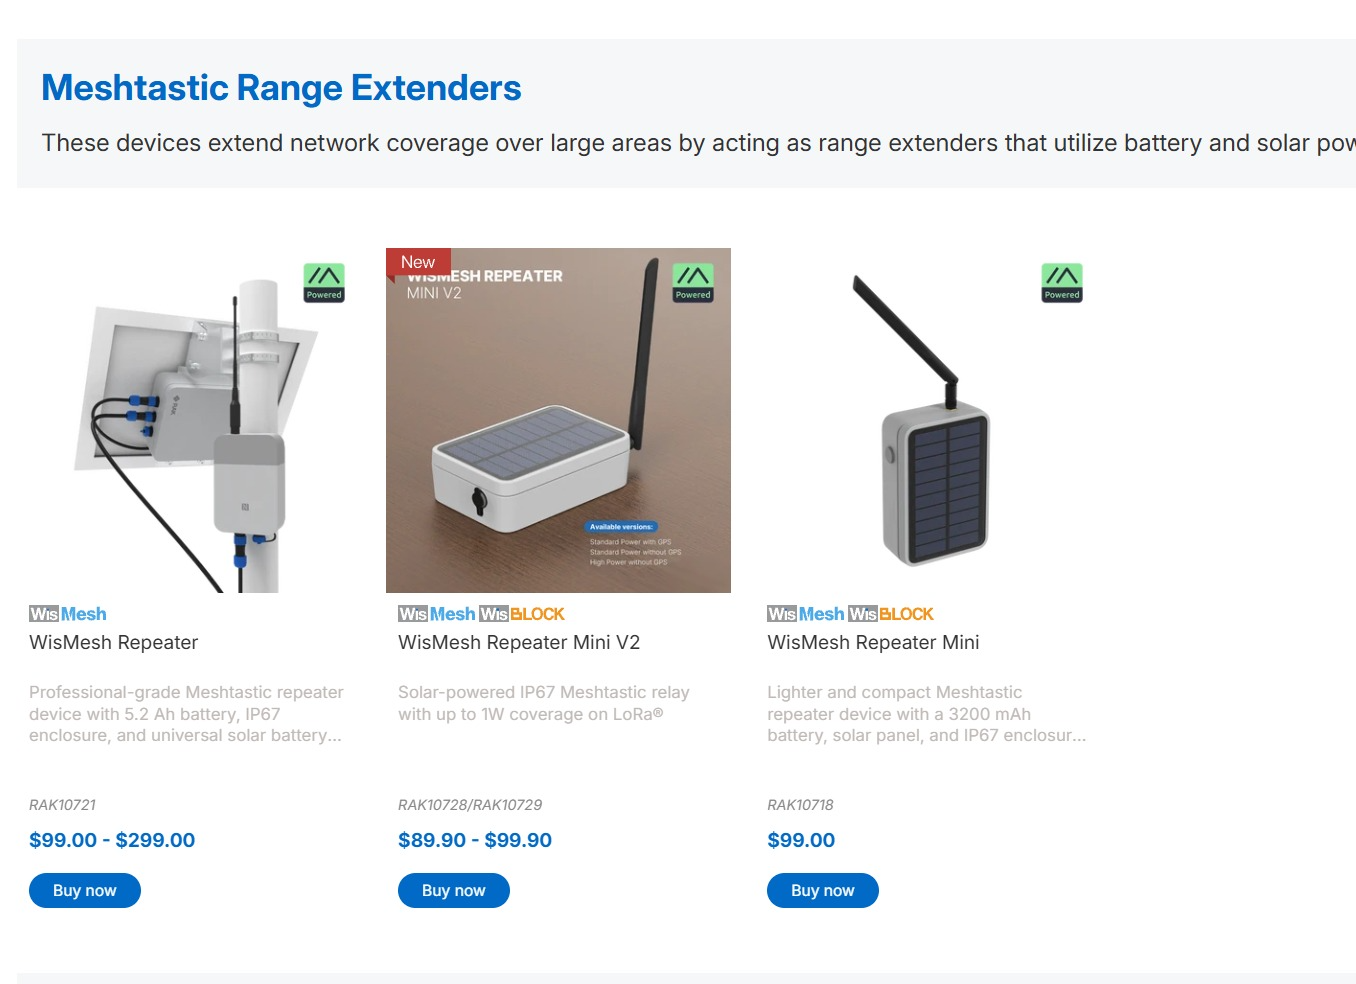 Meshtastic Range Extenders
These devices extend network coverage over large areas by acting as range extenders that utilize battery and solar pow
Powered
New
WISMESH REPEATER
MINI V2
Powered
Available versions:
Standard Power with GPS
Standard Power without GPS
High Power without GPS
Powered
WisMesh
WisMesh Repeater
Professional-grade Meshtastic repeater
device with 5.2 Ah battery, IP67
enclosure, and universal solar battery...
RAK10721
$99.00 - $299.00
Buy now
WisMesh WisBLOCK
WisMesh Repeater Mini V2
Solar-powered IP67 Meshtastic relay
with up to 1W coverage on LoRa®
RAK10728/RAK10729
$89.90 - $99.90
Buy now
WisMesh WisBLOCK
WisMesh Repeater Mini
Lighter and compact Meshtastic
repeater device with a 3200 mAh
battery, solar panel, and IP67 enclosur...
RAK10718
$99.00
Buy now